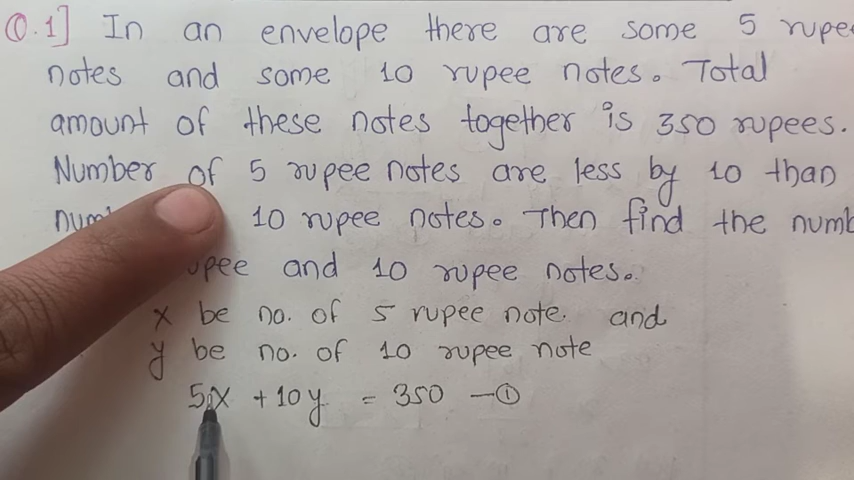 Q.1] In an envelope there are some 5 rupee
notes and some 10 rupee notes. Total
amount of these notes together is 350 rupees.
Number of 5 rupee notes are less by 10 than
10 rupee notes. Then find the
and 10 rupee notes.
x be no. of 5 rupee note. and
y be no. of 10 rupee note
5x + 10y = 350 —①